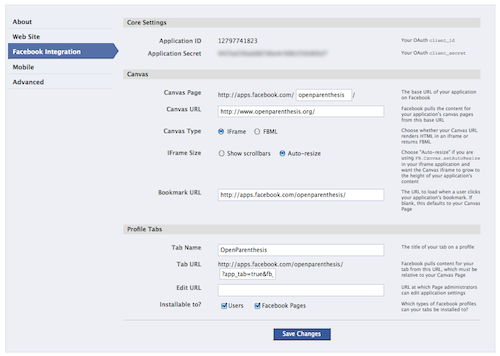 About
Web Site
Facebook Integration
Mobile
Advanced
Core Settings
Application ID 12797741823 Your OAuth client_id
Application Secret Your OAuth client_secret
Canvas
Canvas Page http://apps.facebook.com/ openparenthesis / The base URL of your application
on Facebook
Canvas URL http://www.openparenthesis.org/ Facebook pulls the content for
your application's canvas pages
from this base URL
Canvas Type IFrame FBML Choose whether your Canvas URL
renders HTML in an iframe or
returns FBML
IFrame Size Show scrollbars Auto-resize Choose "Auto-resize" if you are
using FB.Canvas.setAutoResize
in your iframe application and
want the Canvas iframe to grow to
the height of your application's
content
Bookmark URL http://apps.facebook.com/openparenthesis/ The URL to load when a user clicks
your application's bookmark. If
blank, this defaults to your Canvas
Page
Profile Tabs
Tab Name OpenParenthesis The title of your tab on a profile
Tab URL http://apps.facebook.com/openparenthesis/ Facebook pulls content for your
?app_tab=true&fb_ tab from this URL, which must
be relative to your Canvas Page
Edit URL URL at which Page administrators
can edit application settings
Installable to? Users Facebook Pages Which types of Facebook profiles
can your tabs be installed to?
Save Changes